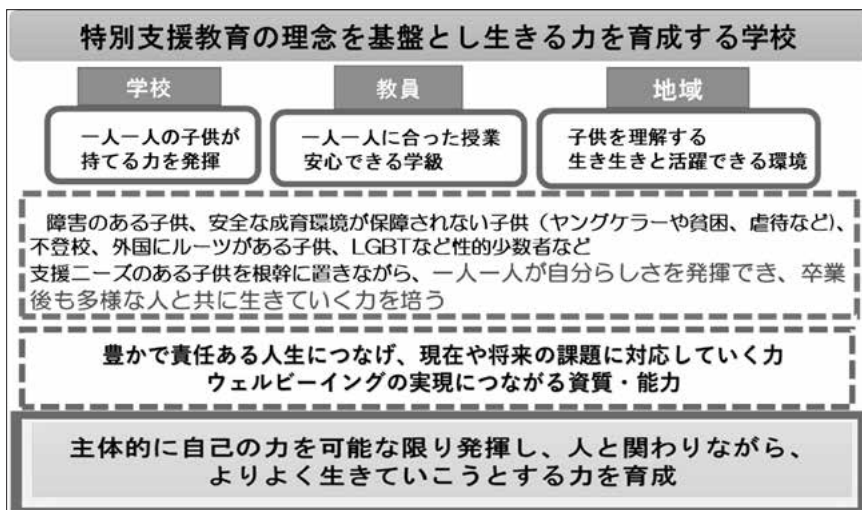 特別支援教育の理念を基盤とし生きる力を育成する学校
学校
一人一人の子供が
持てる力を発揮
教員
一人一人に合った授業
安心できる学級
地域
子供を理解する
生き生きと活躍できる環境
障害のある子供、安全な成育環境が保障されない子供(ヤングケラーや貧困、虐待など)、
不登校、外国にルーツがある子供、LGBTなど性的少数者など
支援ニーズのある子供を根幹に置きながら、一人一人が自分らしさを発揮でき、卒業
後も多様な人と共に生きていく力を培う
豊かで責任ある人生につなげ、現在や将来の課題に対応していく力
ウェルビーイングの実現につながる資質・能力
主体的に自己の力を可能な限り発揮し、人と関わりながら、
よりよく生きていこうとする力を育成